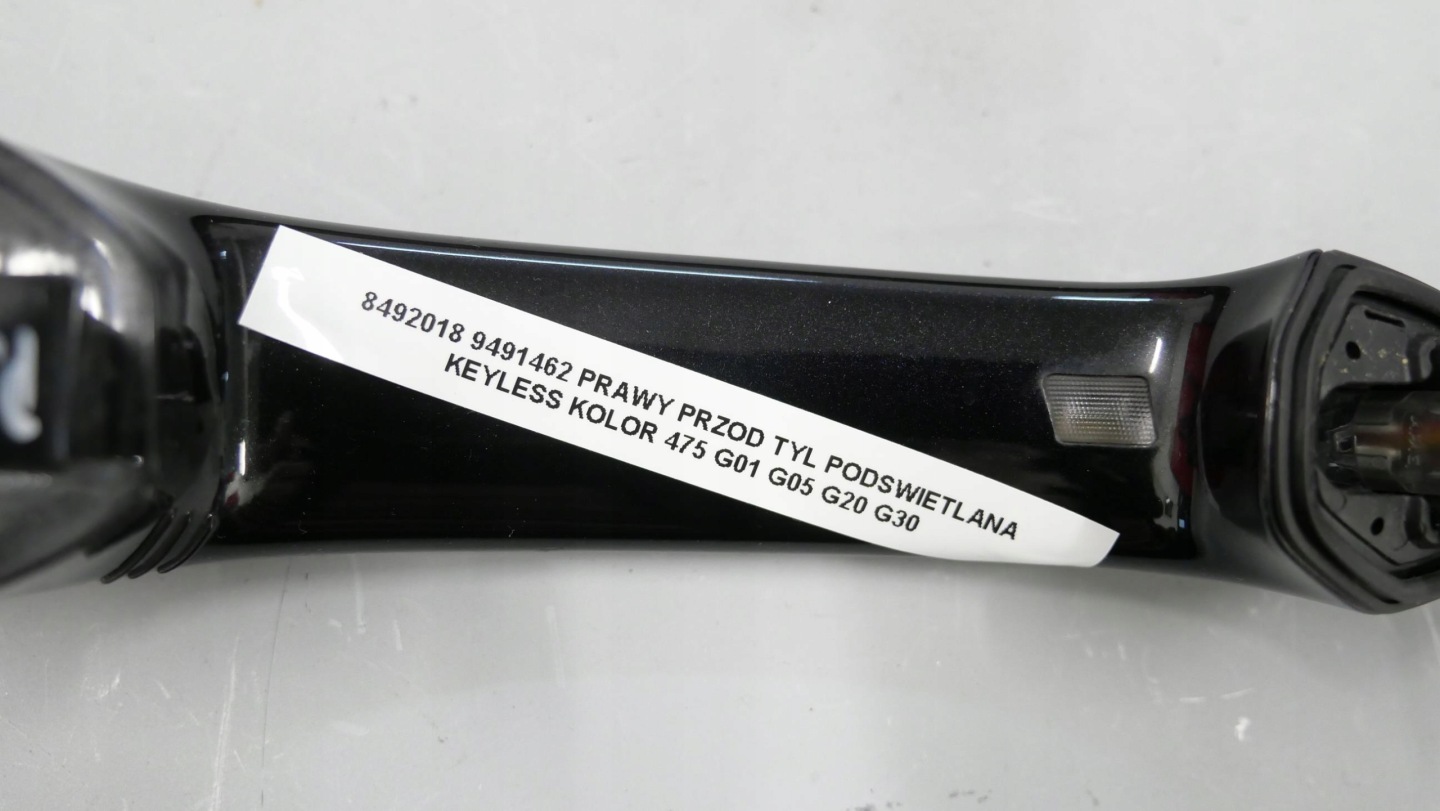 8492018 9491462 PRAWY PRZOD TYL PODSWIETLANA
KEYLESS KOLOR 475 G01 G05 G20 G30